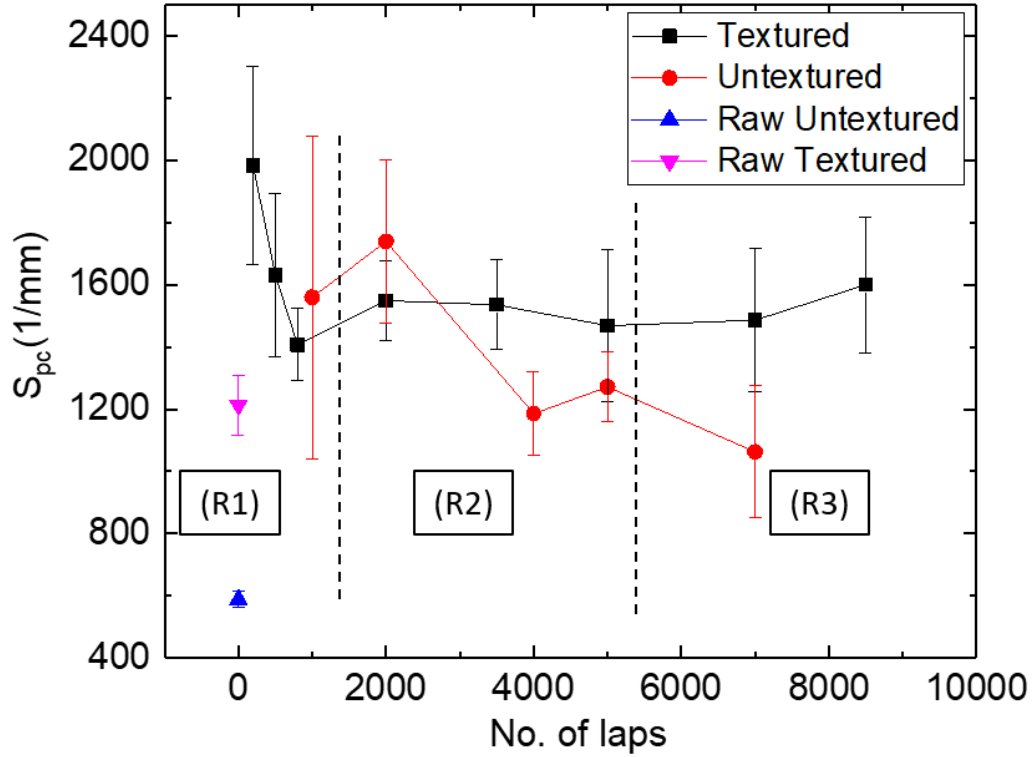 2400
2000
1600
1200
800
400
S_pc(1/mm)
Textured
Untextured
Raw Untextured
Raw Textured
(R1)
(R2)
(R3)
0 2000 4000 6000 8000 10000
No. of laps